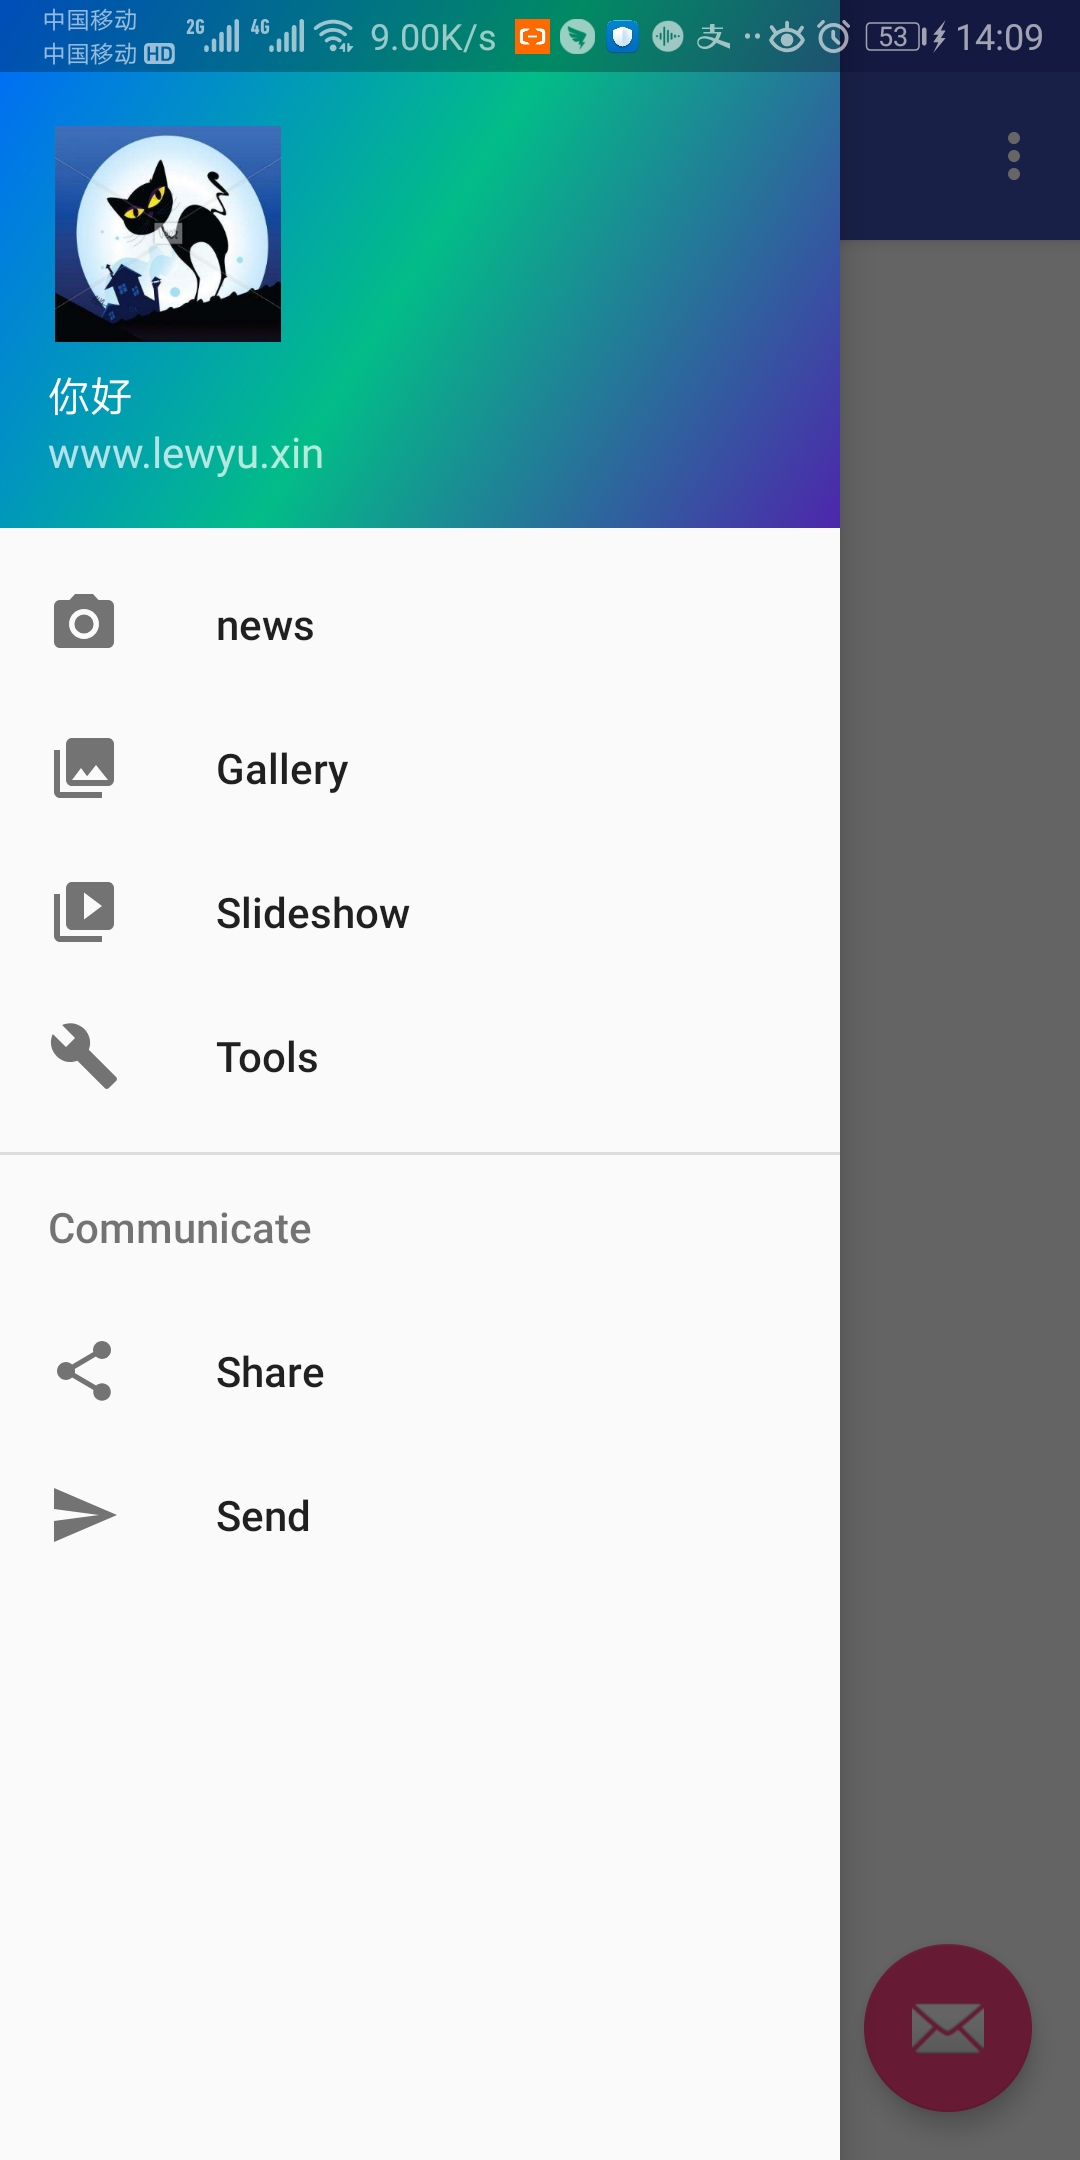 中国移动
中国移动 HD
2G 4G 9.00K/s 支 53 14:09
你好
www.lewyu.xin
news
Gallery
Slideshow
Tools
Communicate
Share
Send